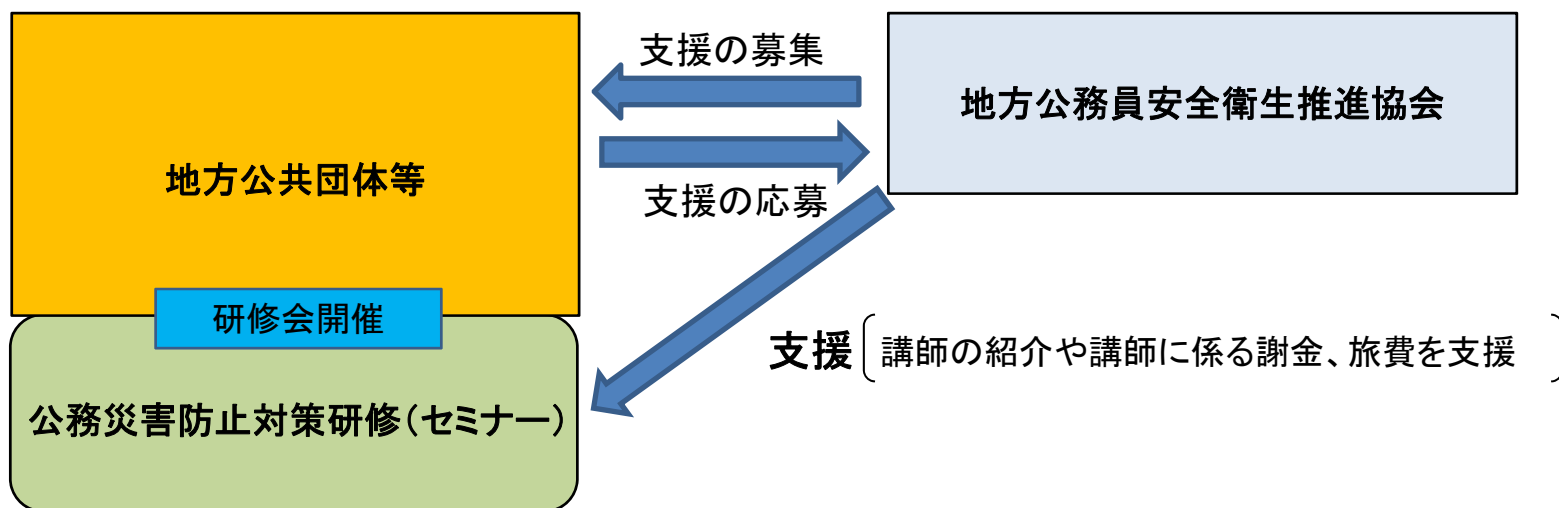 支援の募集
地方公務員安全衛生推進協会
地方公共団体等
支援の応募
研修会開催
支援
講師の紹介や講師に係る謝金、旅費を支援
公務災害防止対策研修(セミナー)